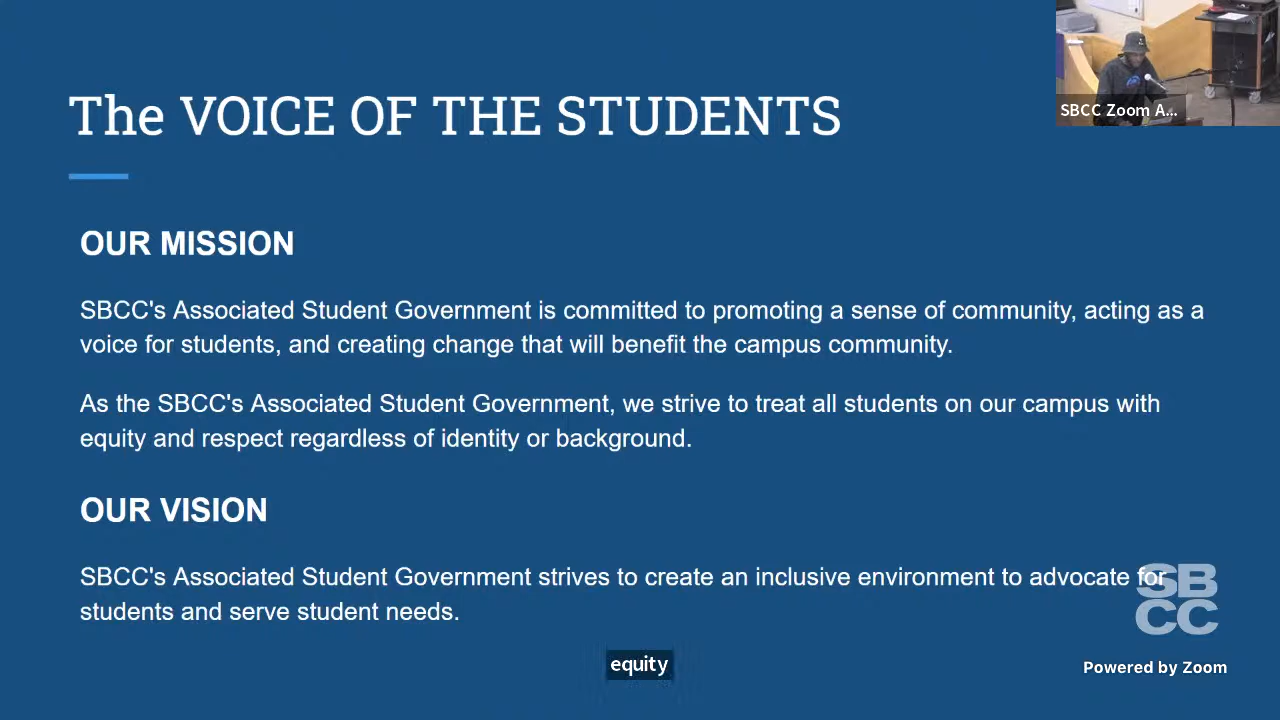 The VOICE OF THE STUDENTS
SBCC Zoom A...
OUR MISSION
SBCC's Associated Student Government is committed to promoting a sense of community, acting as a
voice for students, and creating change that will benefit the campus community.
As the SBCC's Associated Student Government, we strive to treat all students on our campus with
equity and respect regardless of identity or background.
OUR VISION
SBCC's Associated Student Government strives to create an inclusive environment to advocate for
students and serve student needs.
SB
CC
equity
Powered by Zoom